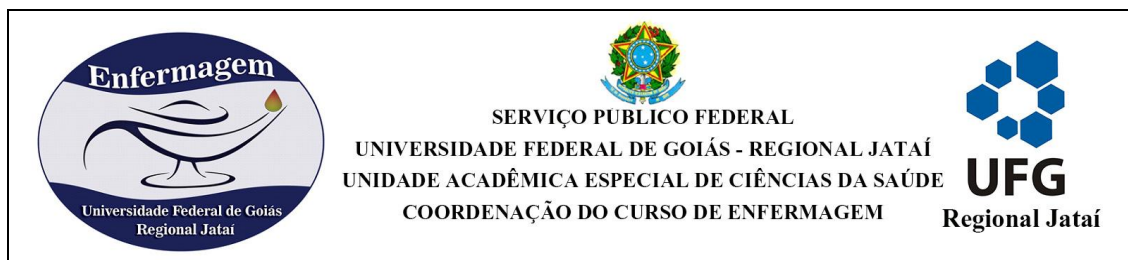 Enfermagem
Universidade Federal de Goiás
Regional Jataí
SERVIÇO PUBLICO FEDERAL
UNIVERSIDADE FEDERAL DE GOIÁS - REGIONAL JATAÍ
UNIDADE ACADÊMICA ESPECIAL DE CIÊNCIAS DA SAÚDE
COORDENAÇÃO DO CURSO DE ENFERMAGEM
UFG
Regional Jataí